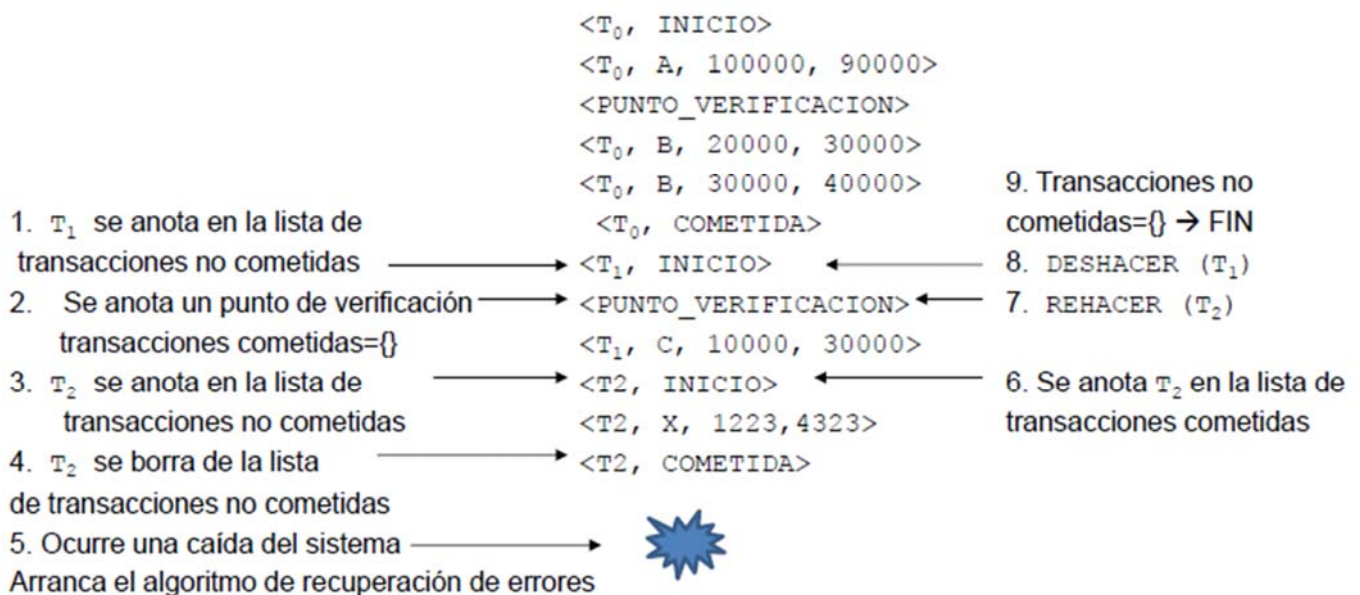 <T₀, INICIO>
<T₀, A, 100000, 90000>
<PUNTO_VERIFICACION>
<T₀, B, 20000, 30000>
<T₀, B, 30000, 40000>
<T₀, COMETIDA>
<T₁, INICIO>
<PUNTO_VERIFICACION>
<T₁, C, 10000, 30000>
<T2, INICIO>
<T2, X, 1223,4323>
<T2, COMETIDA>
1. T₁ se anota en la lista de
transacciones no cometidas
2. Se anota un punto de verificación
transacciones cometidas={}
3. T₂ se anota en la lista de
transacciones no cometidas
4. T₂ se borra de la lista
de transacciones no cometidas
5. Ocurre una caída del sistema
Arranca el algoritmo de recuperación de errores
9. Transacciones no
cometidas={} → FIN
8. DESHACER (T₁)
7. REHACER (T₂)
6. Se anota T₂ en la lista de
transacciones cometidas